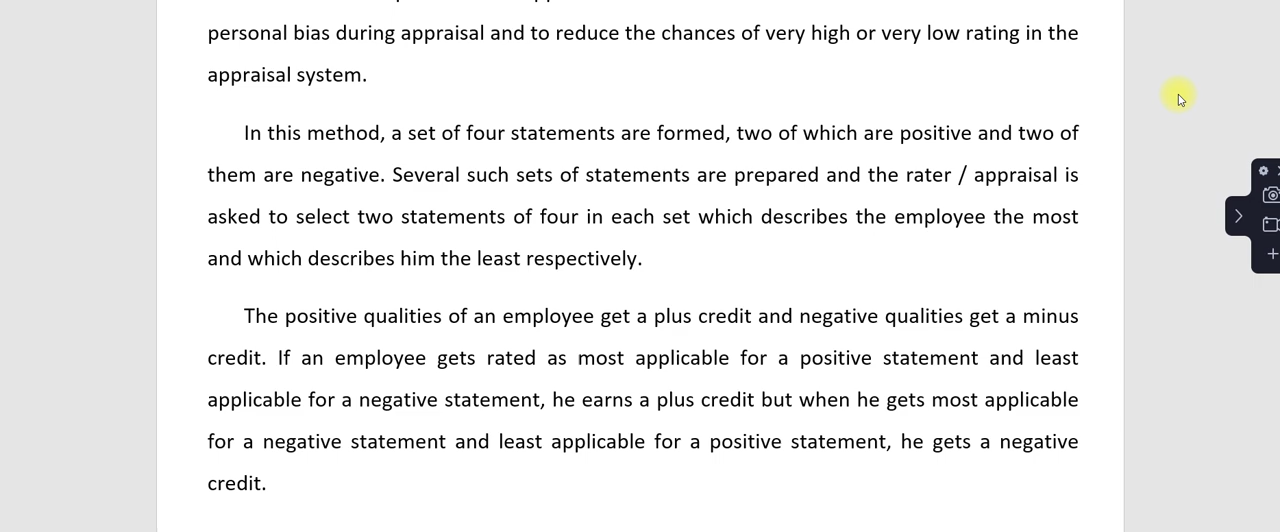 personal bias during appraisal and to reduce the chances of very high or very low rating in the
appraisal system.
In this method, a set of four statements are formed, two of which are positive and two of
them are negative. Several such sets of statements are prepared and the rater / appraisal is
asked to select two statements of four in each set which describes the employee the most
and which describes him the least respectively.
The positive qualities of an employee get a plus credit and negative qualities get a minus
credit. If an employee gets rated as most applicable for a positive statement and least
applicable for a negative statement, he earns a plus credit but when he gets most applicable
for a negative statement and least applicable for a positive statement, he gets a negative
credit.